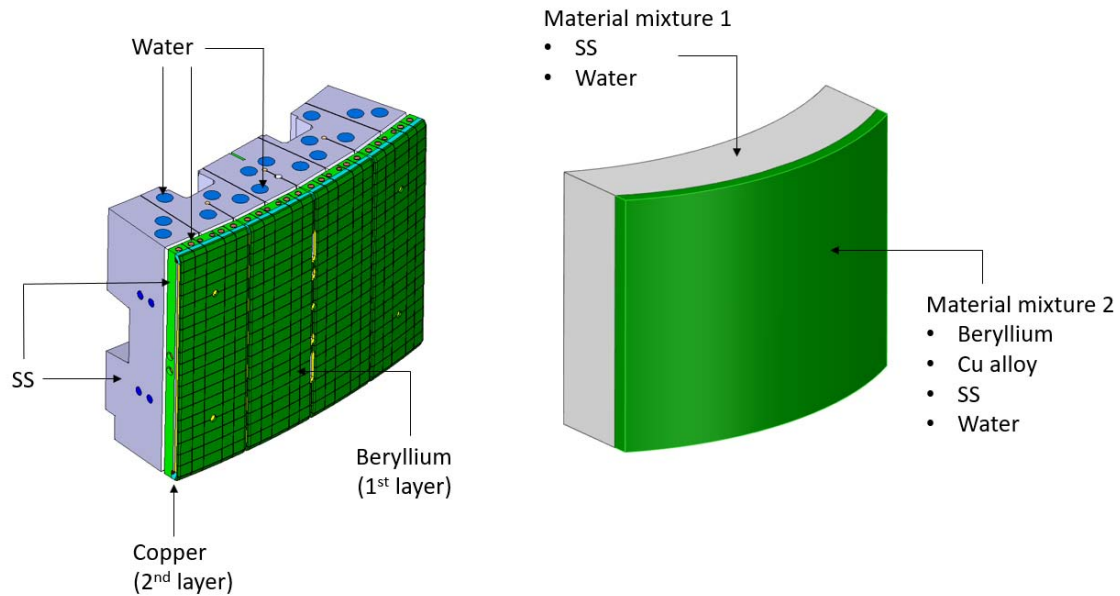 Water
SS
Beryllium
(1st layer)
Copper
(2nd layer)
Material mixture 1
• SS
• Water
Material mixture 2
• Beryllium
• Cu alloy
• SS
• Water